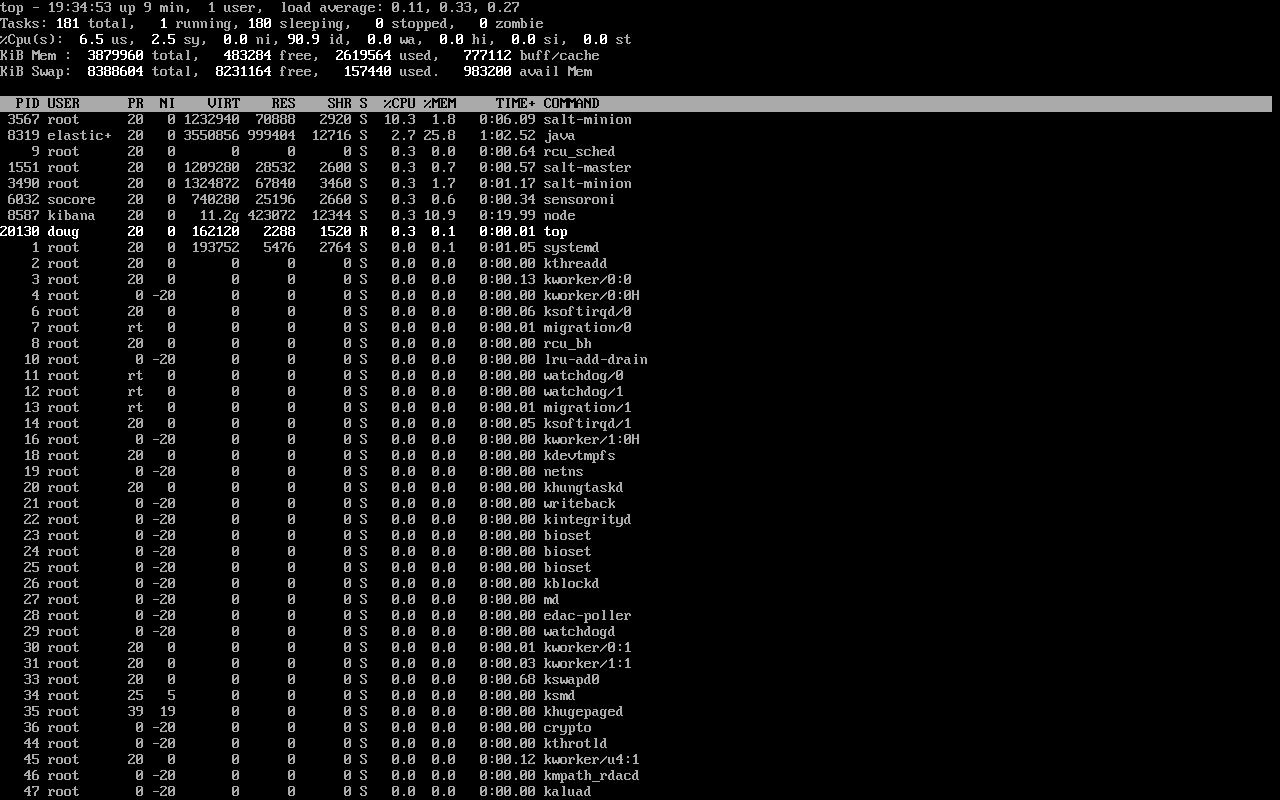 top - 19:34:53 up 9 min,  1 user,  load average: 0.11, 0.33, 0.27
Tasks: 181 total,   1 running, 180 sleeping,   0 stopped,   0 zombie
%Cpu(s):  6.5 us,  2.5 sy,  0.0 ni, 90.9 id,  0.0 wa,  0.0 hi,  0.0 si,  0.0 st
KiB Mem :  3879960 total,   483284 free,  2619564 used,   777112 buff/cache
KiB Swap:  8388604 total,  8231164 free,   157440 used.   983200 avail Mem
  PID USER      PR  NI    VIRT    RES    SHR S  %CPU %MEM     TIME+ COMMAND
 3567 root      20   0 1232940  70888   2920 S  10.3  1.8   0:06.09 salt-minion
 8319 elastic+  20   0 3550856 999404  12716 S   2.7 25.8   1:02.52 java
    9 root      20   0       0      0      0 S   0.3  0.0   0:00.64 rcu_sched
 1551 root      20   0 1209280  28532   2600 S   0.3  0.7   0:00.57 salt-master
 3490 root      20   0 1324872  67840   3460 S   0.3  1.7   0:01.17 salt-minion
 6032 socore    20   0  740280  25196   2660 S   0.3  0.6   0:00.34 sensoroni
 8587 kibana    20   0   11.2g 423072  12344 S   0.3 10.9   0:19.99 node
20130 doug      20   0  162120   2288   1520 R   0.3  0.1   0:00.01 top
    1 root      20   0  193752   5476   2764 S   0.0  0.1   0:01.05 systemd
    2 root      20   0       0      0      0 S   0.0  0.0   0:00.00 kthreadd
    3 root      20   0       0      0      0 S   0.0  0.0   0:00.13 kworker/0:0
    4 root       0 -20       0      0      0 S   0.0  0.0   0:00.00 kworker/0:0H
    6 root      20   0       0      0      0 S   0.0  0.0   0:00.06 ksoftirqd/0
    7 root      rt   0       0      0      0 S   0.0  0.0   0:00.01 migration/0
    8 root      20   0       0      0      0 S   0.0  0.0   0:00.00 rcu_bh
   10 root       0 -20       0      0      0 S   0.0  0.0   0:00.00 lru-add-drain
   11 root      rt   0       0      0      0 S   0.0  0.0   0:00.00 watchdog/0
   12 root      rt   0       0      0      0 S   0.0  0.0   0:00.00 watchdog/1
   13 root      rt   0       0      0      0 S   0.0  0.0   0:00.01 migration/1
   14 root      20   0       0      0      0 S   0.0  0.0   0:00.05 ksoftirqd/1
   16 root       0 -20       0      0      0 S   0.0  0.0   0:00.00 kworker/1:0H
   18 root      20   0       0      0      0 S   0.0  0.0   0:00.00 kdevtmpfs
   19 root       0 -20       0      0      0 S   0.0  0.0   0:00.00 netns
   20 root      20   0       0      0      0 S   0.0  0.0   0:00.00 khungtaskd
   21 root       0 -20       0      0      0 S   0.0  0.0   0:00.00 writeback
   22 root       0 -20       0      0      0 S   0.0  0.0   0:00.00 kintegrityd
   23 root       0 -20       0      0      0 S   0.0  0.0   0:00.00 bioset
   24 root       0 -20       0      0      0 S   0.0  0.0   0:00.00 bioset
   25 root       0 -20       0      0      0 S   0.0  0.0   0:00.00 bioset
   26 root       0 -20       0      0      0 S   0.0  0.0   0:00.00 kblockd
   27 root       0 -20       0      0      0 S   0.0  0.0   0:00.00 md
   28 root       0 -20       0      0      0 S   0.0  0.0   0:00.00 edac-poller
   29 root       0 -20       0      0      0 S   0.0  0.0   0:00.00 watchdogd
   30 root      20   0       0      0      0 S   0.0  0.0   0:00.01 kworker/0:1
   31 root      20   0       0      0      0 S   0.0  0.0   0:00.03 kworker/1:1
   33 root      20   0       0      0      0 S   0.0  0.0   0:00.68 kswapd0
   34 root      25   5       0      0      0 S   0.0  0.0   0:00.00 ksmd
   35 root      39  19       0      0      0 S   0.0  0.0   0:00.00 khugepaged
   36 root       0 -20       0      0      0 S   0.0  0.0   0:00.00 crypto
   44 root       0 -20       0      0      0 S   0.0  0.0   0:00.00 kthrotld
   45 root      20   0       0      0      0 S   0.0  0.0   0:00.12 kworker/u4:1
   46 root       0 -20       0      0      0 S   0.0  0.0   0:00.00 kmpath_rdacd
   47 root       0 -20       0      0      0 S   0.0  0.0   0:00.00 kaluad